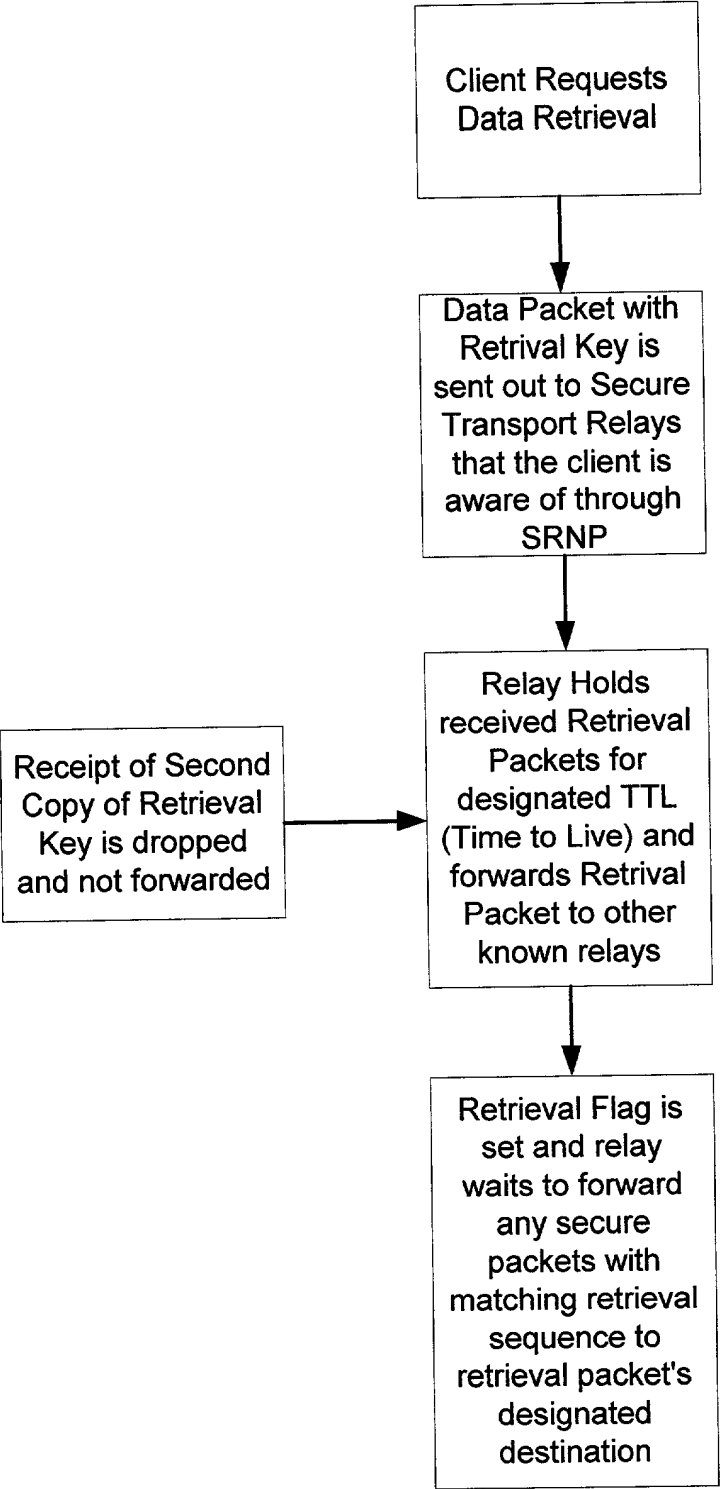 Client Requests
Data Retrieval
Data Packet with
Retrival Key is
sent out to Secure
Transport Relays
that the client is
aware of through
SRNP
Relay Holds
received Retrieval
Packets for
designated TTL
(Time to Live) and
forwards Retrival
Packet to other
known relays
Receipt of Second
Copy of Retrieval
Key is dropped
and not forwarded
Retrieval Flag is
set and relay
waits to forward
any secure
packets with
matching retrieval
sequence to
retrieval packet's
designated
destination